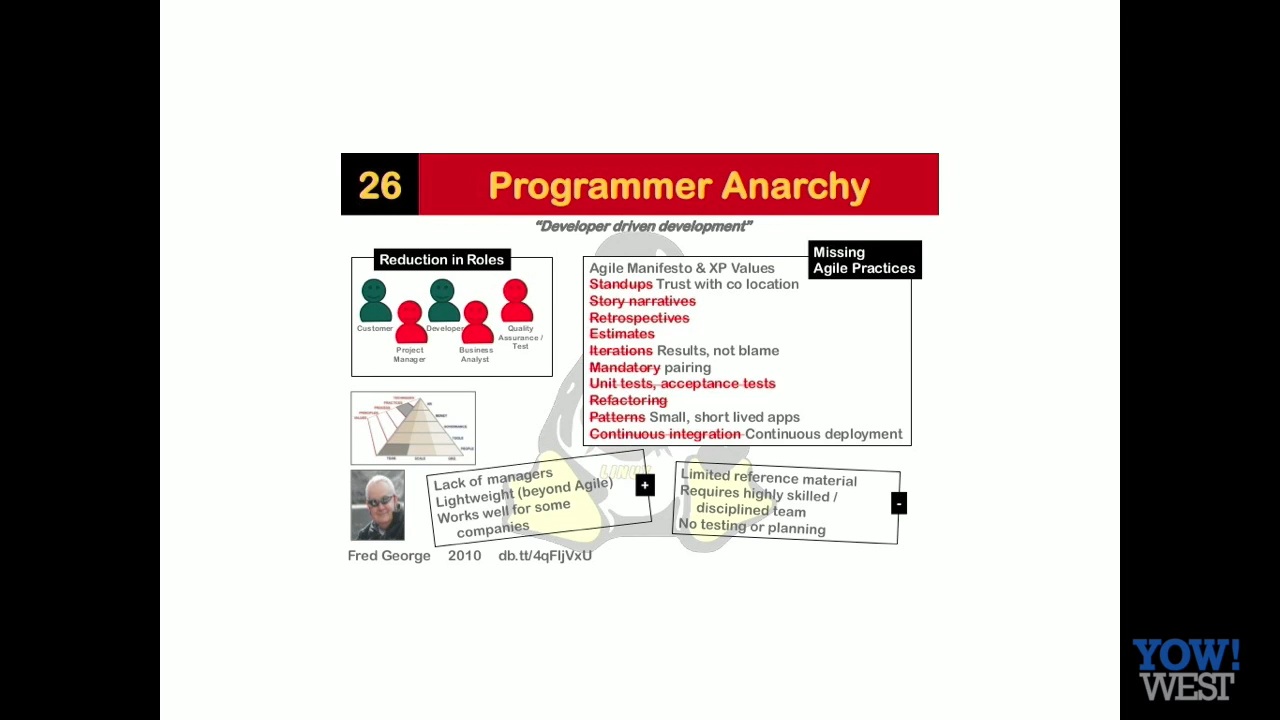 26
Programmer Anarchy
“Developer driven development”
Reduction in Roles
Customer
Developer
Quality
Assurance /
Test
Project
Manager
Business
Analyst
Missing
Agile Practices
Agile Manifesto & XP Values
Standups Trust with co location
Story narratives
Retrospectives
Estimates
Iterations Results, not blame
Mandatory pairing
Unit tests, acceptance tests
Refactoring
Patterns Small, short lived apps
Continuous integration Continuous deployment
LINUX
Lack of managers
Lightweight (beyond Agile)
Works well for some
companies
+
Limited reference material
Requires highly skilled /
disciplined team
No testing or planning
-
Fred George 2010 db.tt/4qFIjVxU
YOW!
WEST